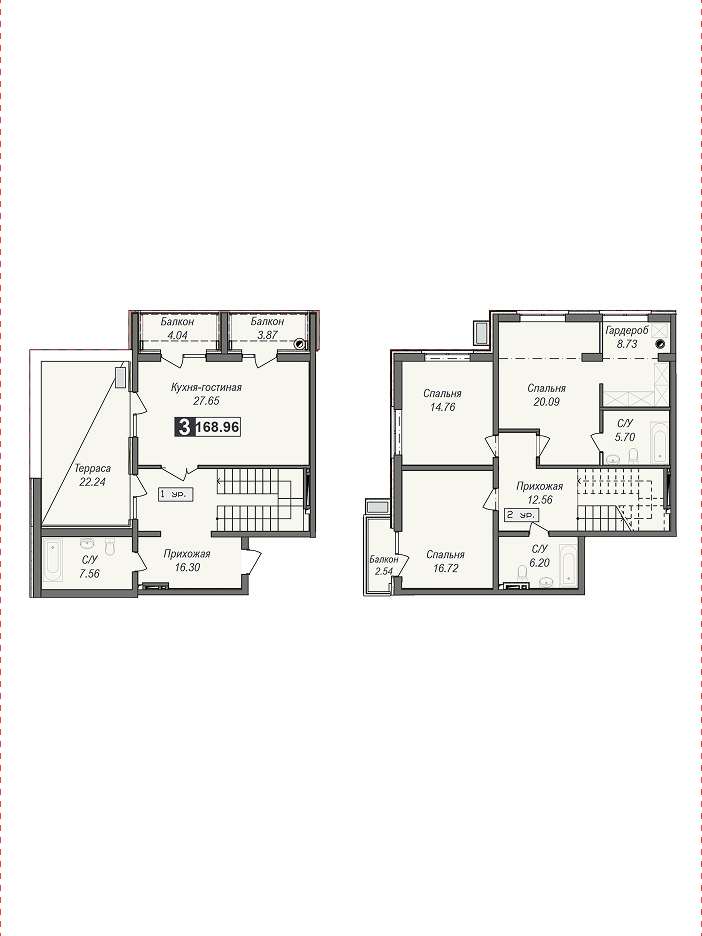 Балкон
4.04
Балкон
3.87
Кухня-гостиная
27.65
3 168.96
Терраса
22.24
1 ур.
С/У
7.56
Прихожая
16.30
Гардероб
8.73
Спальня
14.76
Спальня
20.09
С/У
5.70
Прихожая
12.56
2 ур.
Балкон
2.54
Спальня
16.72
С/У
6.20